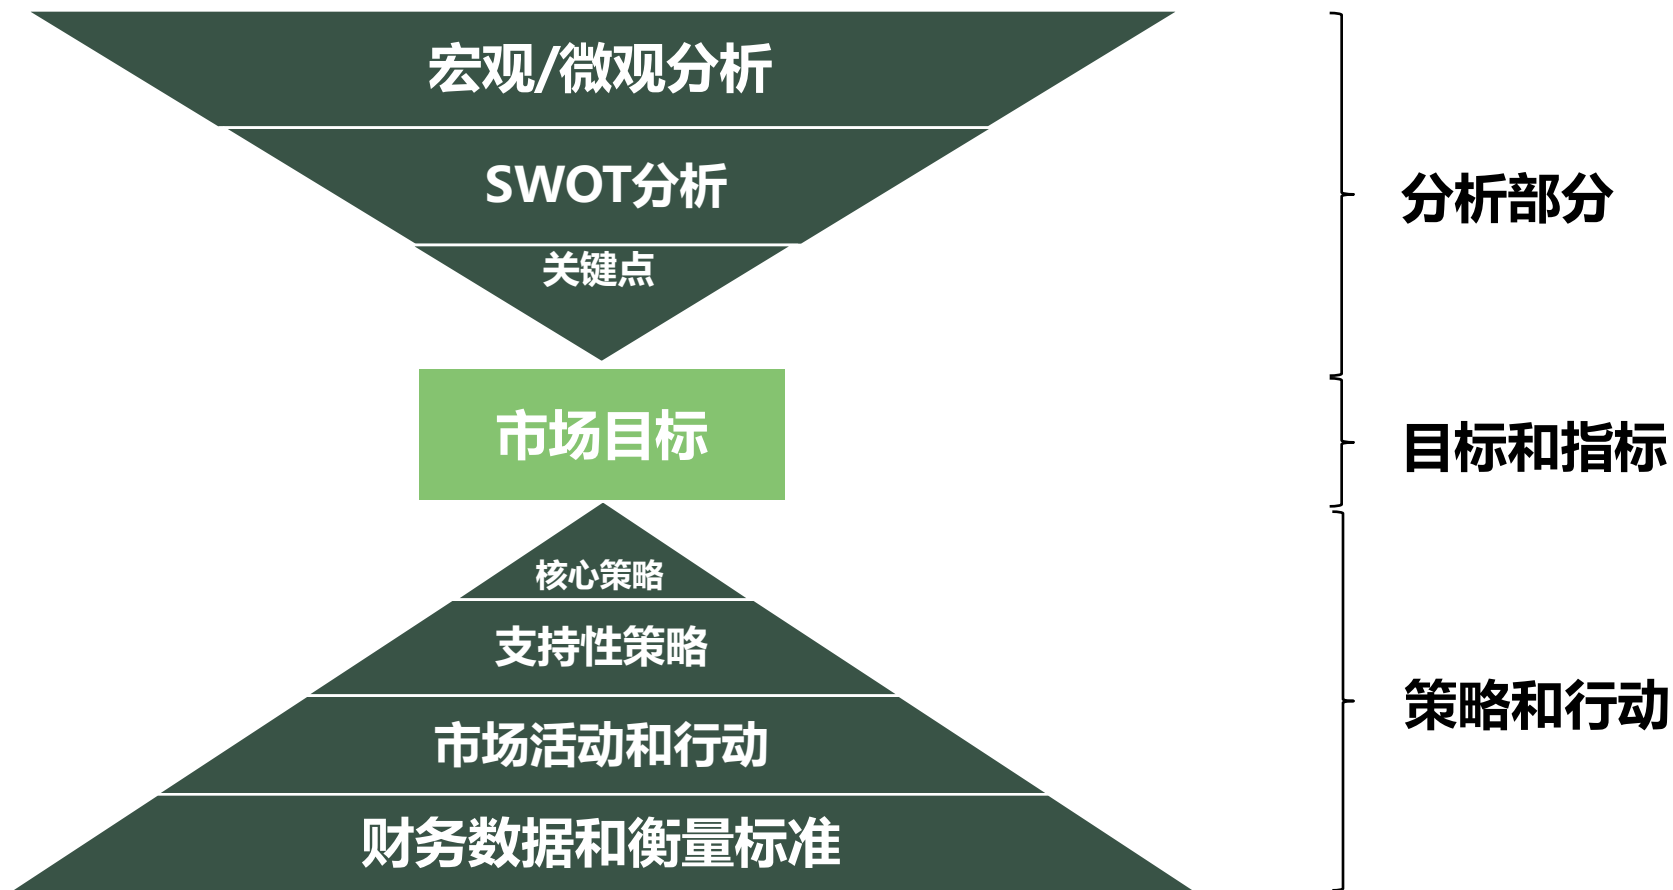 宏观/微观分析
SWOT分析
关键点
分析部分
市场目标
目标和指标
核心策略
支持性策略
市场活动和行动
财务数据和衡量标准
策略和行动